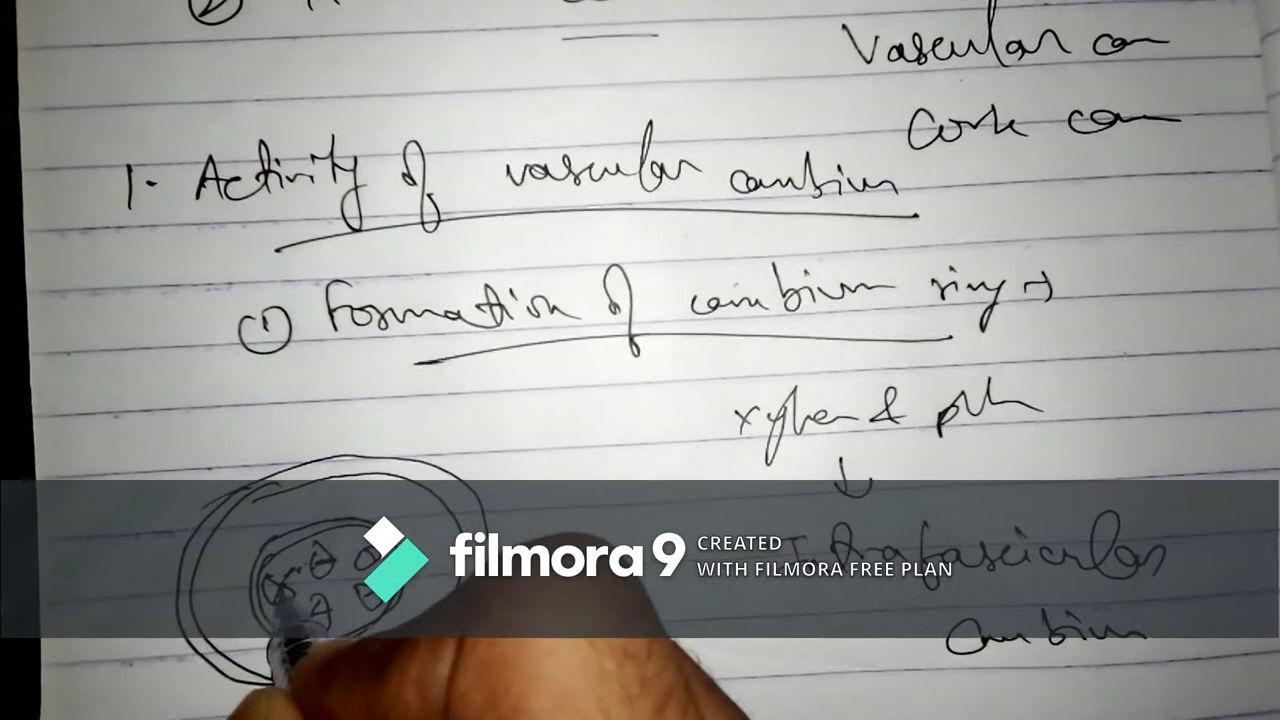 Vascular cam
Cork cam
1. Activity of vascular cambium
① Formation of cambium ring →
xylem & phlo
↓
Intrafascicular
cambium
filmora9 CREATED
WITH FILMORA FREE PLAN